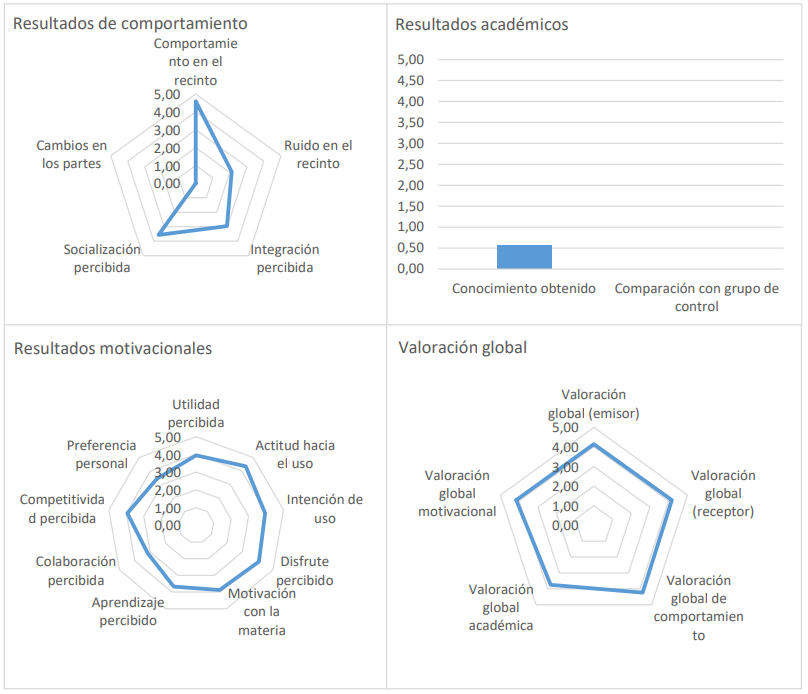 Resultados de comportamiento
Comportamie
nto en el
recinto
5,00
4,00
3,00
2,00
1,00
0,00
Ruido en el
recinto
Integración
percibida
Socialización
percibida
Cambios en
los partes
Resultados académicos
5,00
4,50
4,00
3,50
3,00
2,50
2,00
1,50
1,00
0,50
0,00
Conocimiento obtenido
Comparación con grupo de
control
Resultados motivacionales
Utilidad
percibida
5,00
4,00
3,00
2,00
1,00
0,00
Actitud hacia
el uso
Intención de
uso
Disfrute
percibido
Motivación
con la
materia
Aprendizaje
percibido
Colaboración
percibida
Competitivida
d percibida
Preferencia
personal
Valoración global
Valoración
global (emisor)
5,00
4,00
3,00
2,00
1,00
0,00
Valoración
global
(receptor)
Valoración
global de
comportamien
to
Valoración
global
académica
Valoración
global
motivacional